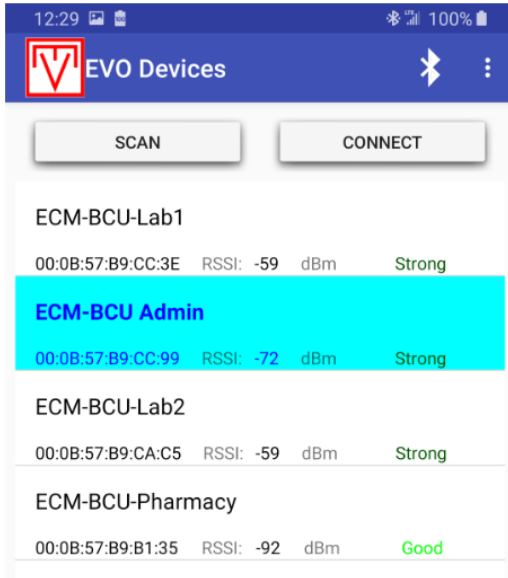 12:29 100%
EVO Devices
SCAN CONNECT
ECM-BCU-Lab1
00:0B:57:B9:CC:3E RSSI: -59 dBm Strong
ECM-BCU Admin
00:0B:57:B9:CC:99 RSSI: -72 dBm Strong
ECM-BCU-Lab2
00:0B:57:B9:CA:C5 RSSI: -59 dBm Strong
ECM-BCU-Pharmacy
00:0B:57:B9:B1:35 RSSI: -92 dBm Good